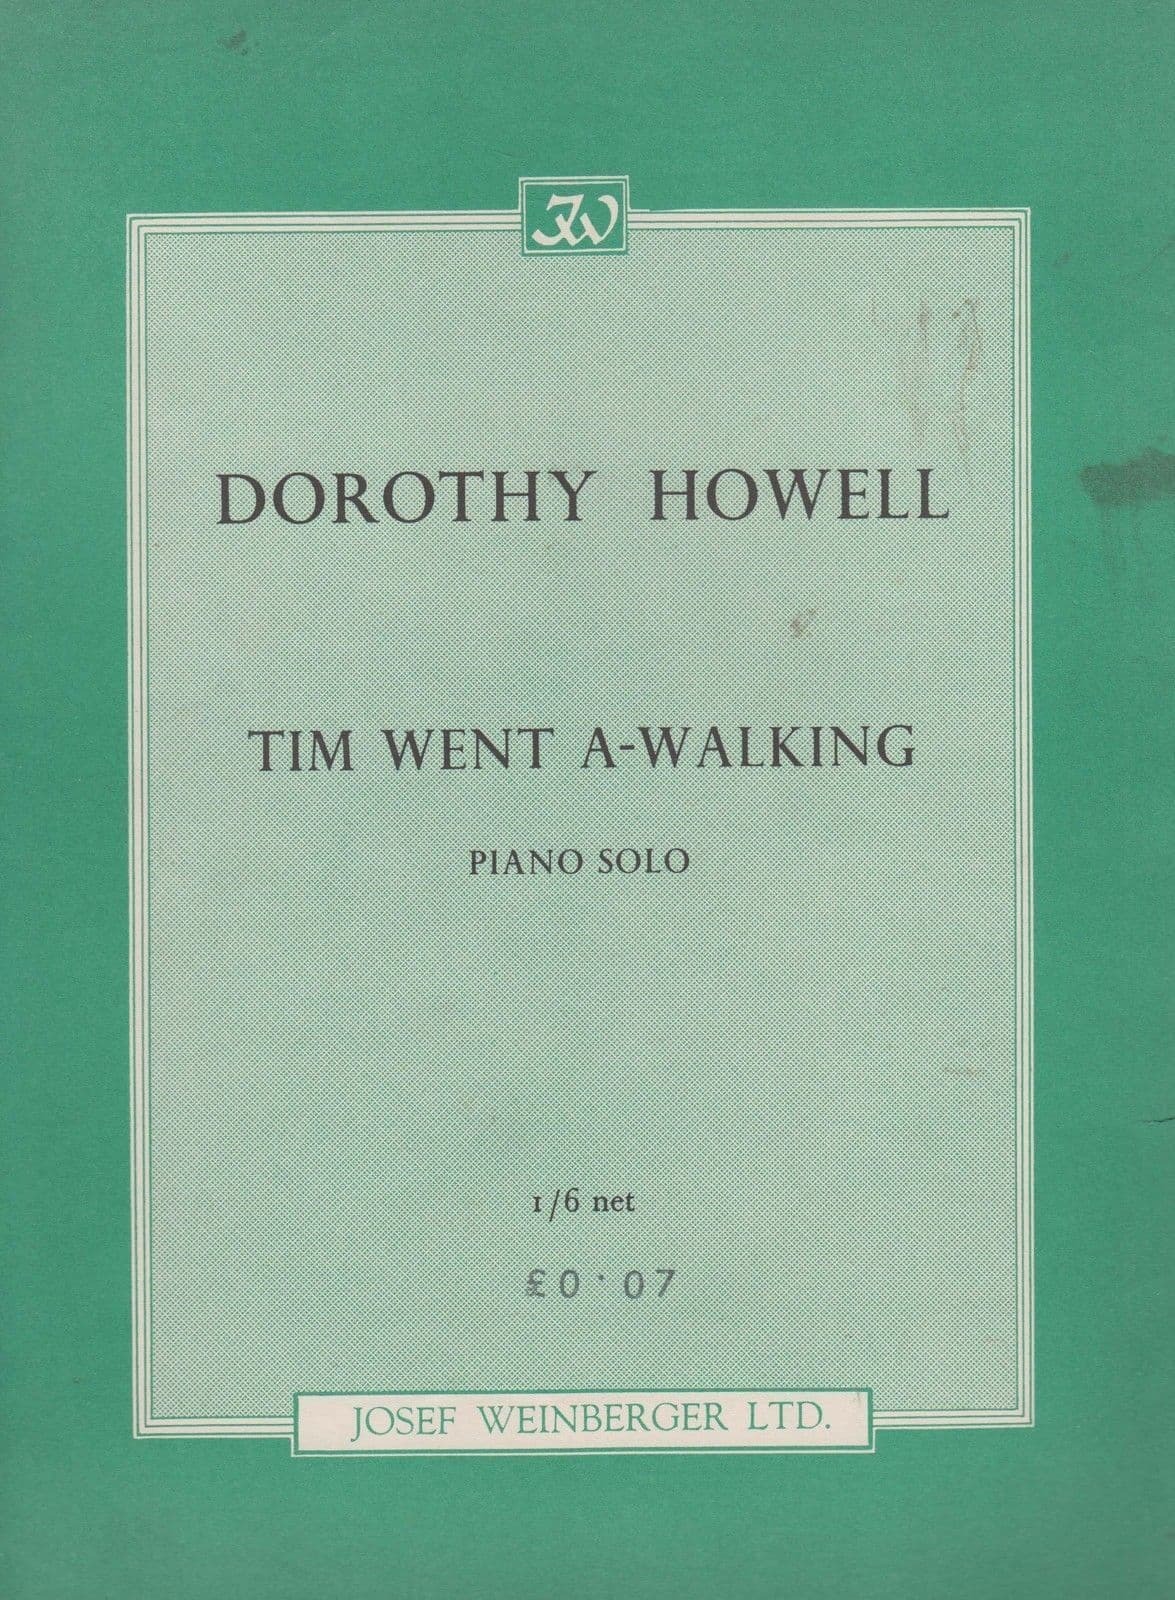 JW
DOROTHY HOWELL
TIM WENT A-WALKING
PIANO SOLO
1/6 net
£0·07
JOSEF WEINBERGER LTD.